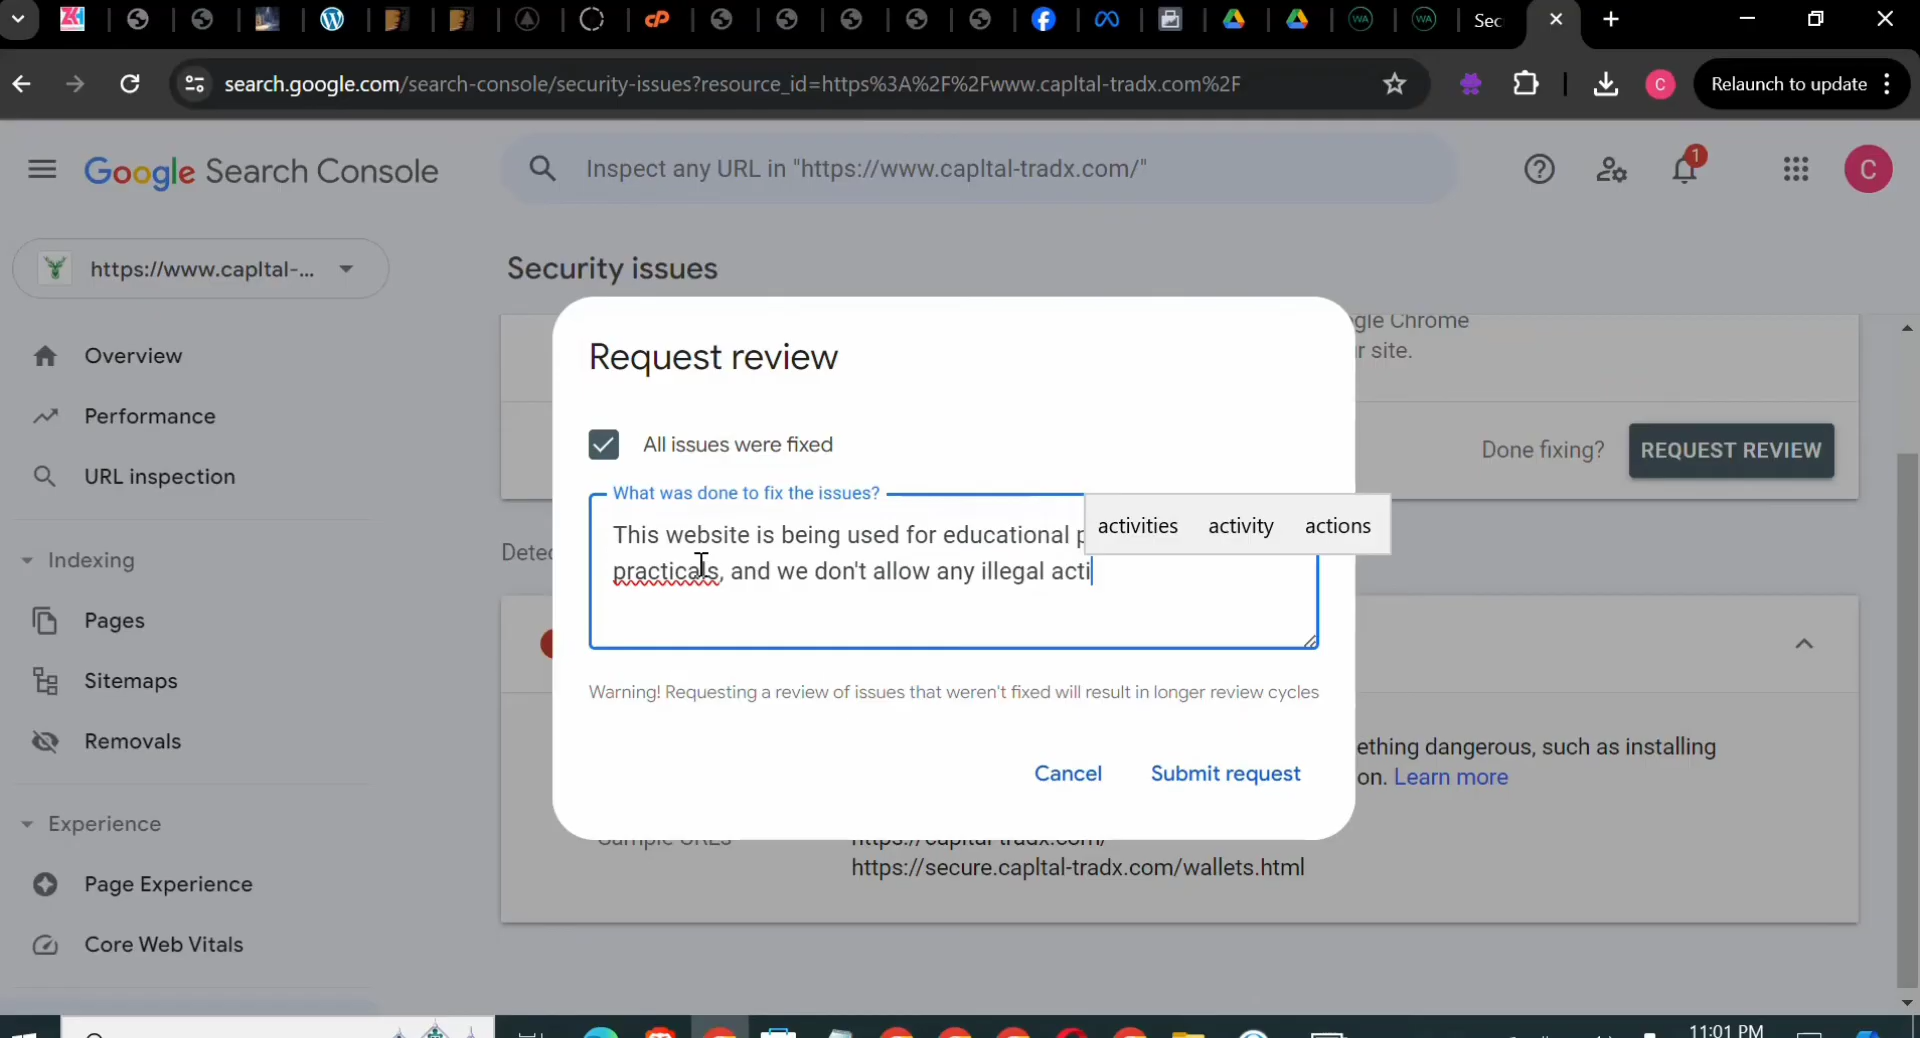 Sec
search.google.com/search-console/security-issues?resource_id=https%3A%2F%2Fwww.capltal-tradx.com%2F
C
Relaunch to update
Google Search Console
Inspect any URL in "https://www.capltal-tradx.com/"
1
C
https://www.capltal-...
Security issues
gle Chrome
r site.
Request review
Overview
Performance
All issues were fixed
Done fixing?
REQUEST REVIEW
URL inspection
What was done to fix the issues?
activities activity actions
This website is being used for educational p
practicals, and we don't allow any illegal acti
Indexing
Pages
Sitemaps
Warning! Requesting a review of issues that weren't fixed will result in longer review cycles
Removals
ething dangerous, such as installing
on. Learn more
Cancel
Submit request
Experience
https://secure.capltal-tradx.com/wallets.html
Page Experience
Core Web Vitals
11:01 PM